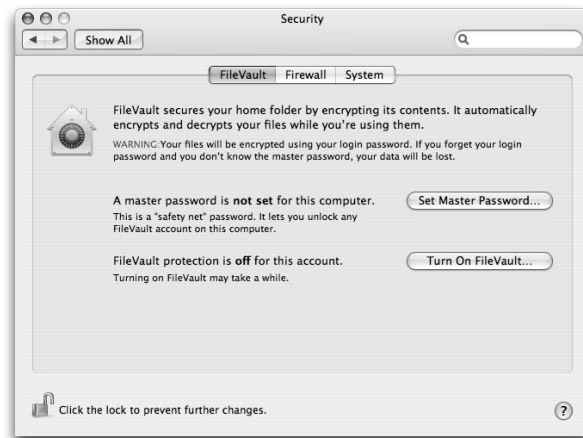 Security
Show All
FileVault Firewall System
FileVault secures your home folder by encrypting its contents. It automatically
encrypts and decrypts your files while you're using them.
WARNING:Your files will be encrypted using your login password. If you forget your login
password and you don't know the master password, your data will be lost.
A master password is not set for this computer.
Set Master Password...
This is a "safety net" password. It lets you unlock any
FileVault account on this computer.
FileVault protection is off for this account.
Turn On FileVault...
Turning on FileVault may take a while.
Click the lock to prevent further changes.
?